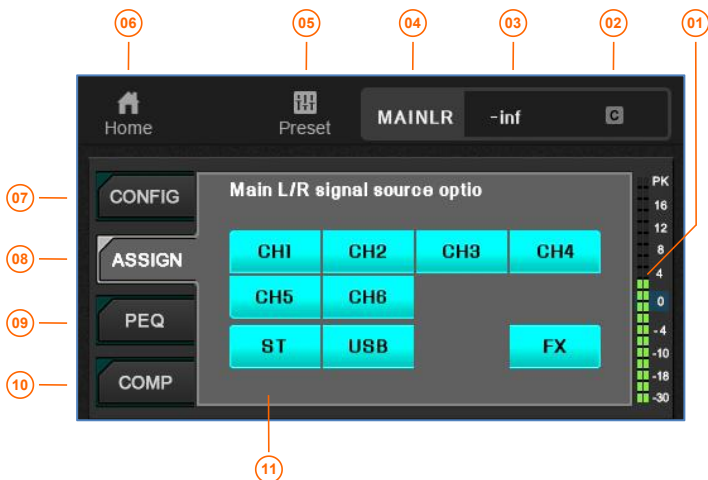 06 05 04 03 02 01
Home Preset MAINLR -inf C
07 CONFIG
08 ASSIGN
09 PEQ
10 COMP
Main L/R signal source optio
CH1 CH2 CH3 CH4
CH5 CH6
ST USB FX
PK
16
12
8
4
0
-4
-10
-18
-30
11